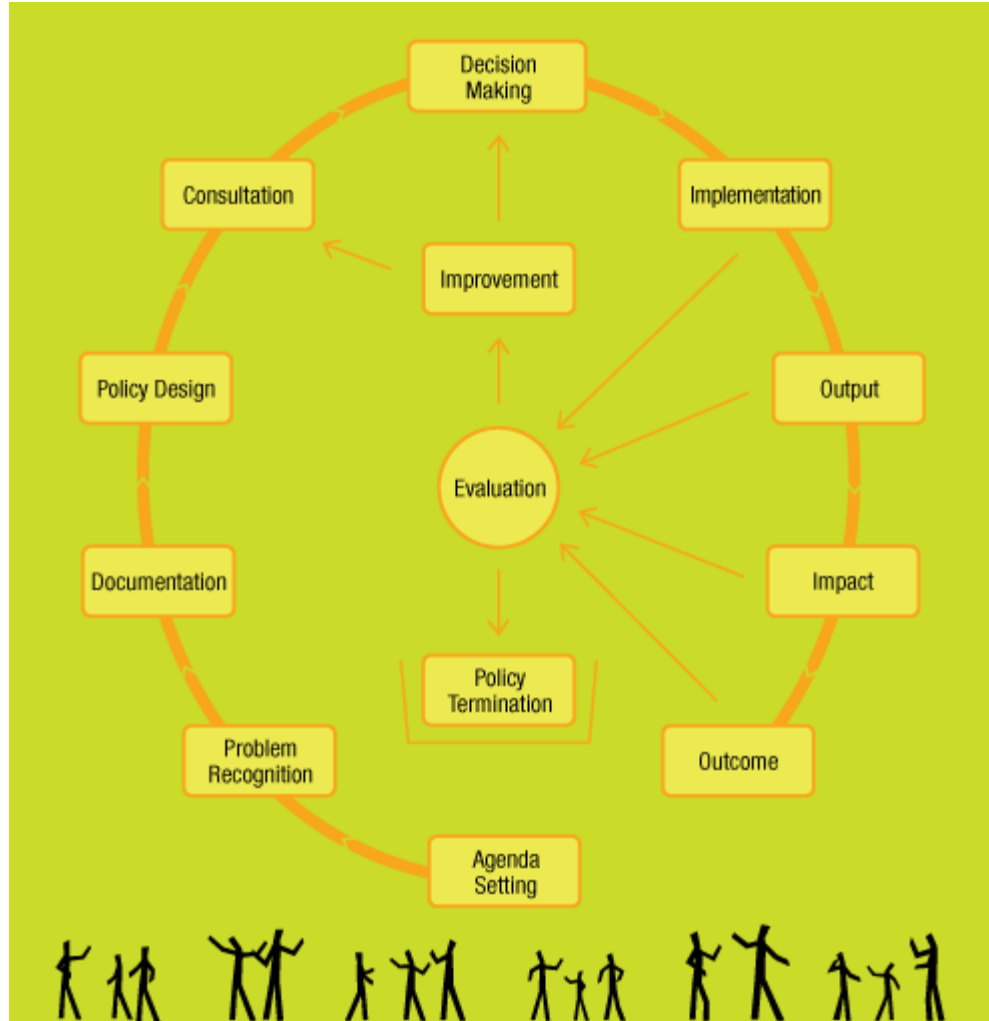 Decision
Making
Consultation
Implementation
Improvement
Policy Design
Output
Evaluation
Documentation
Impact
Policy
Termination
Problem
Recognition
Outcome
Agenda
Setting